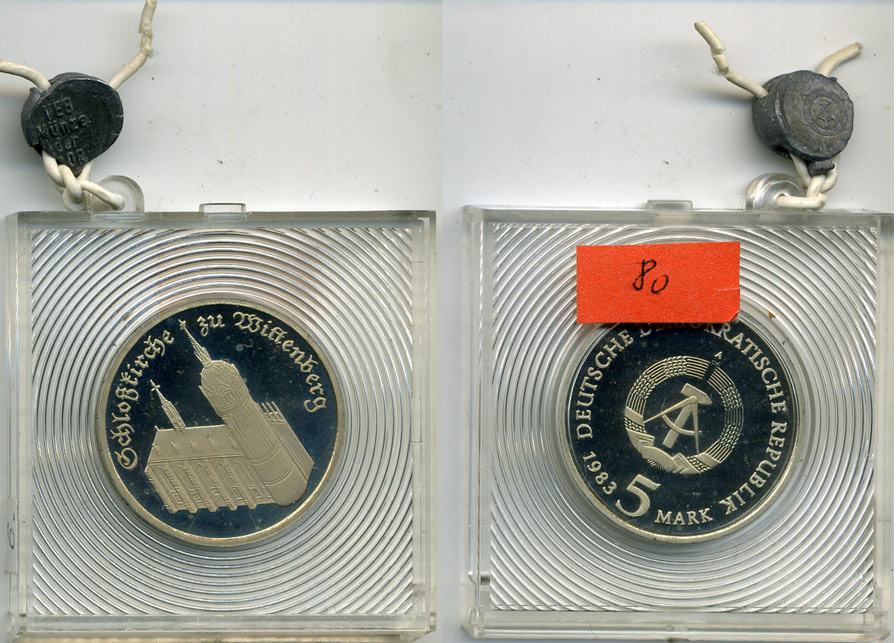 VEB
Münze
der
DDR
Schloßkirche zu Wittenberg
80
DEUTSCHE DEMOKRATISCHE REPUBLIK
A
1983
5
MARK